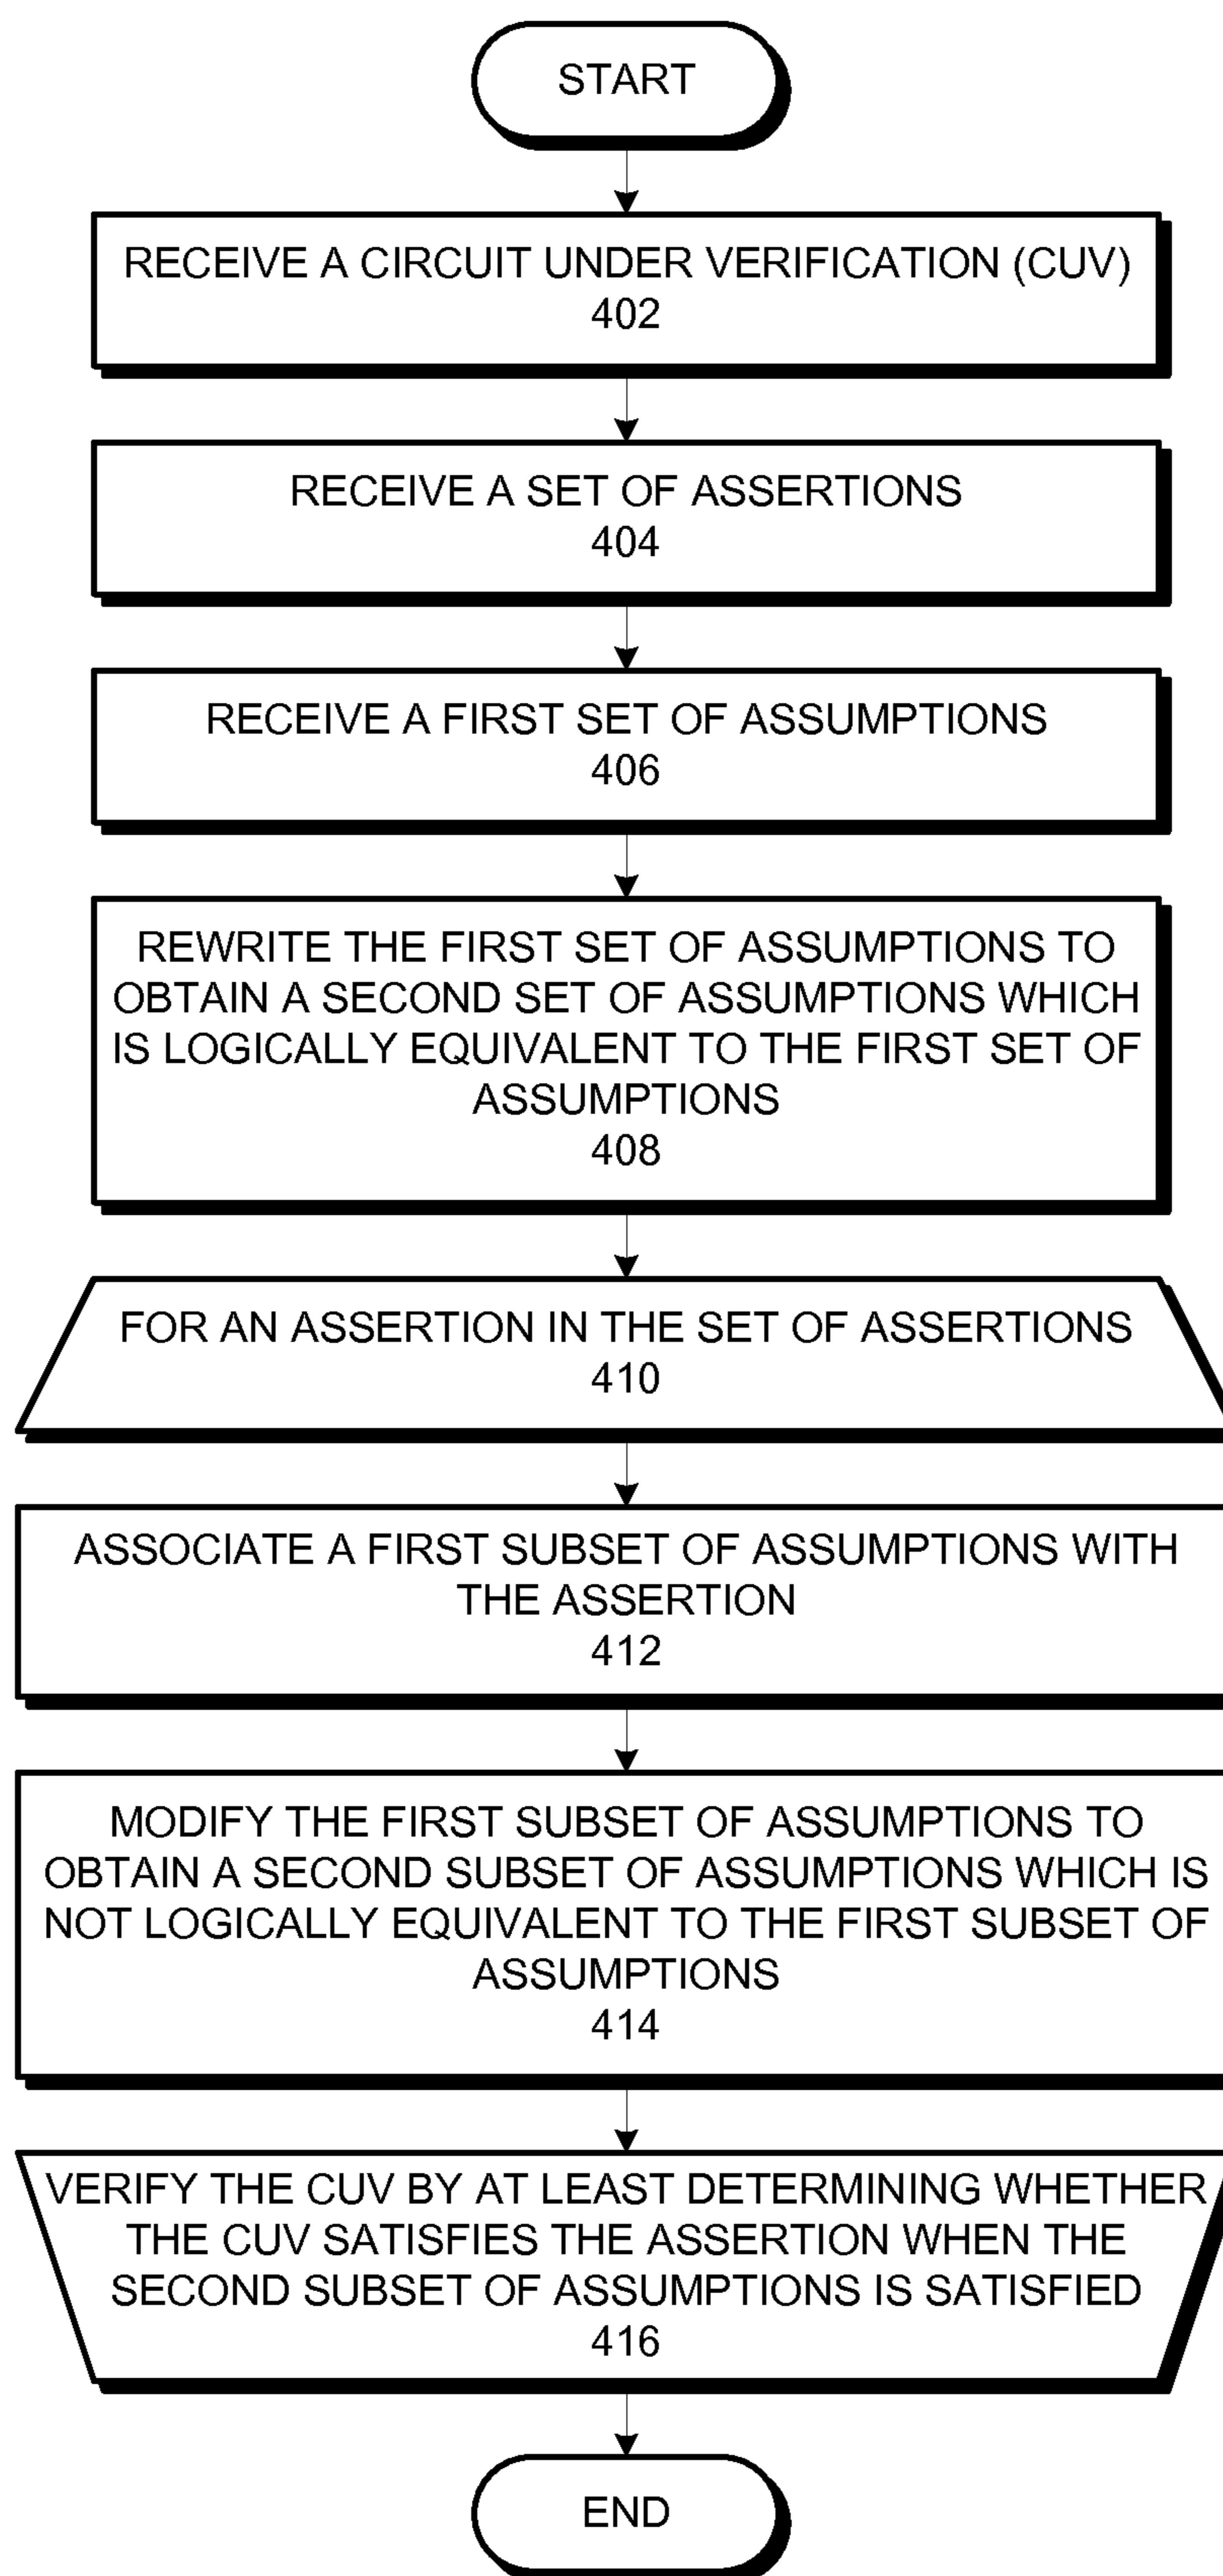 START
RECEIVE A CIRCUIT UNDER VERIFICATION (CUV)
402
RECEIVE A SET OF ASSERTIONS
404
RECEIVE A FIRST SET OF ASSUMPTIONS
406
REWRITE THE FIRST SET OF ASSUMPTIONS TO
OBTAIN A SECOND SET OF ASSUMPTIONS WHICH
IS LOGICALLY EQUIVALENT TO THE FIRST SET OF
ASSUMPTIONS
408
FOR AN ASSERTION IN THE SET OF ASSERTIONS
410
ASSOCIATE A FIRST SUBSET OF ASSUMPTIONS WITH
THE ASSERTION
412
MODIFY THE FIRST SUBSET OF ASSUMPTIONS TO
OBTAIN A SECOND SUBSET OF ASSUMPTIONS WHICH IS
NOT LOGICALLY EQUIVALENT TO THE FIRST SUBSET OF
ASSUMPTIONS
414
VERIFY THE CUV BY AT LEAST DETERMINING WHETHER
THE CUV SATISFIES THE ASSERTION WHEN THE
SECOND SUBSET OF ASSUMPTIONS IS SATISFIED
416
END